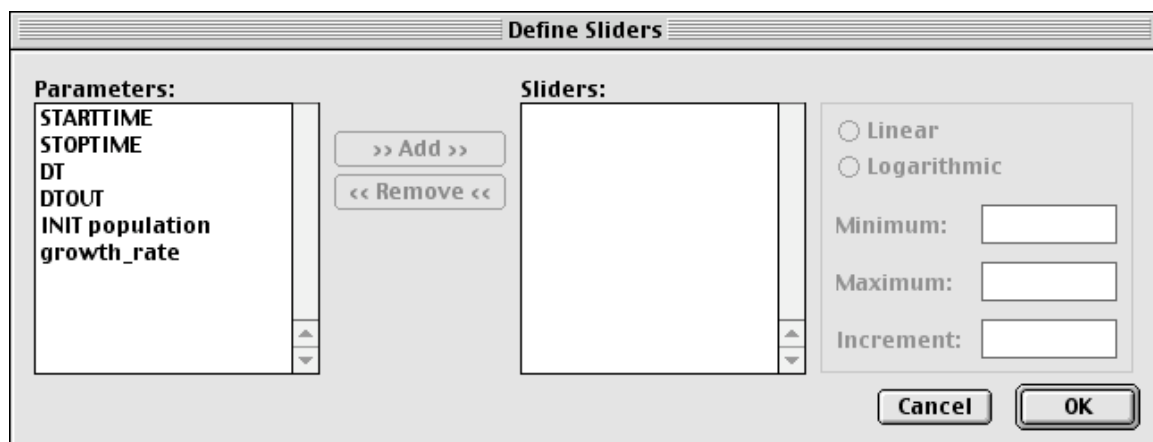 Define Sliders
Parameters:
STARTTIME
STOPTIME
DT
DTOUT
INIT population
growth_rate
>> Add >>
<< Remove <<
Sliders:
Linear
Logarithmic
Minimum:
Maximum:
Increment:
Cancel
OK